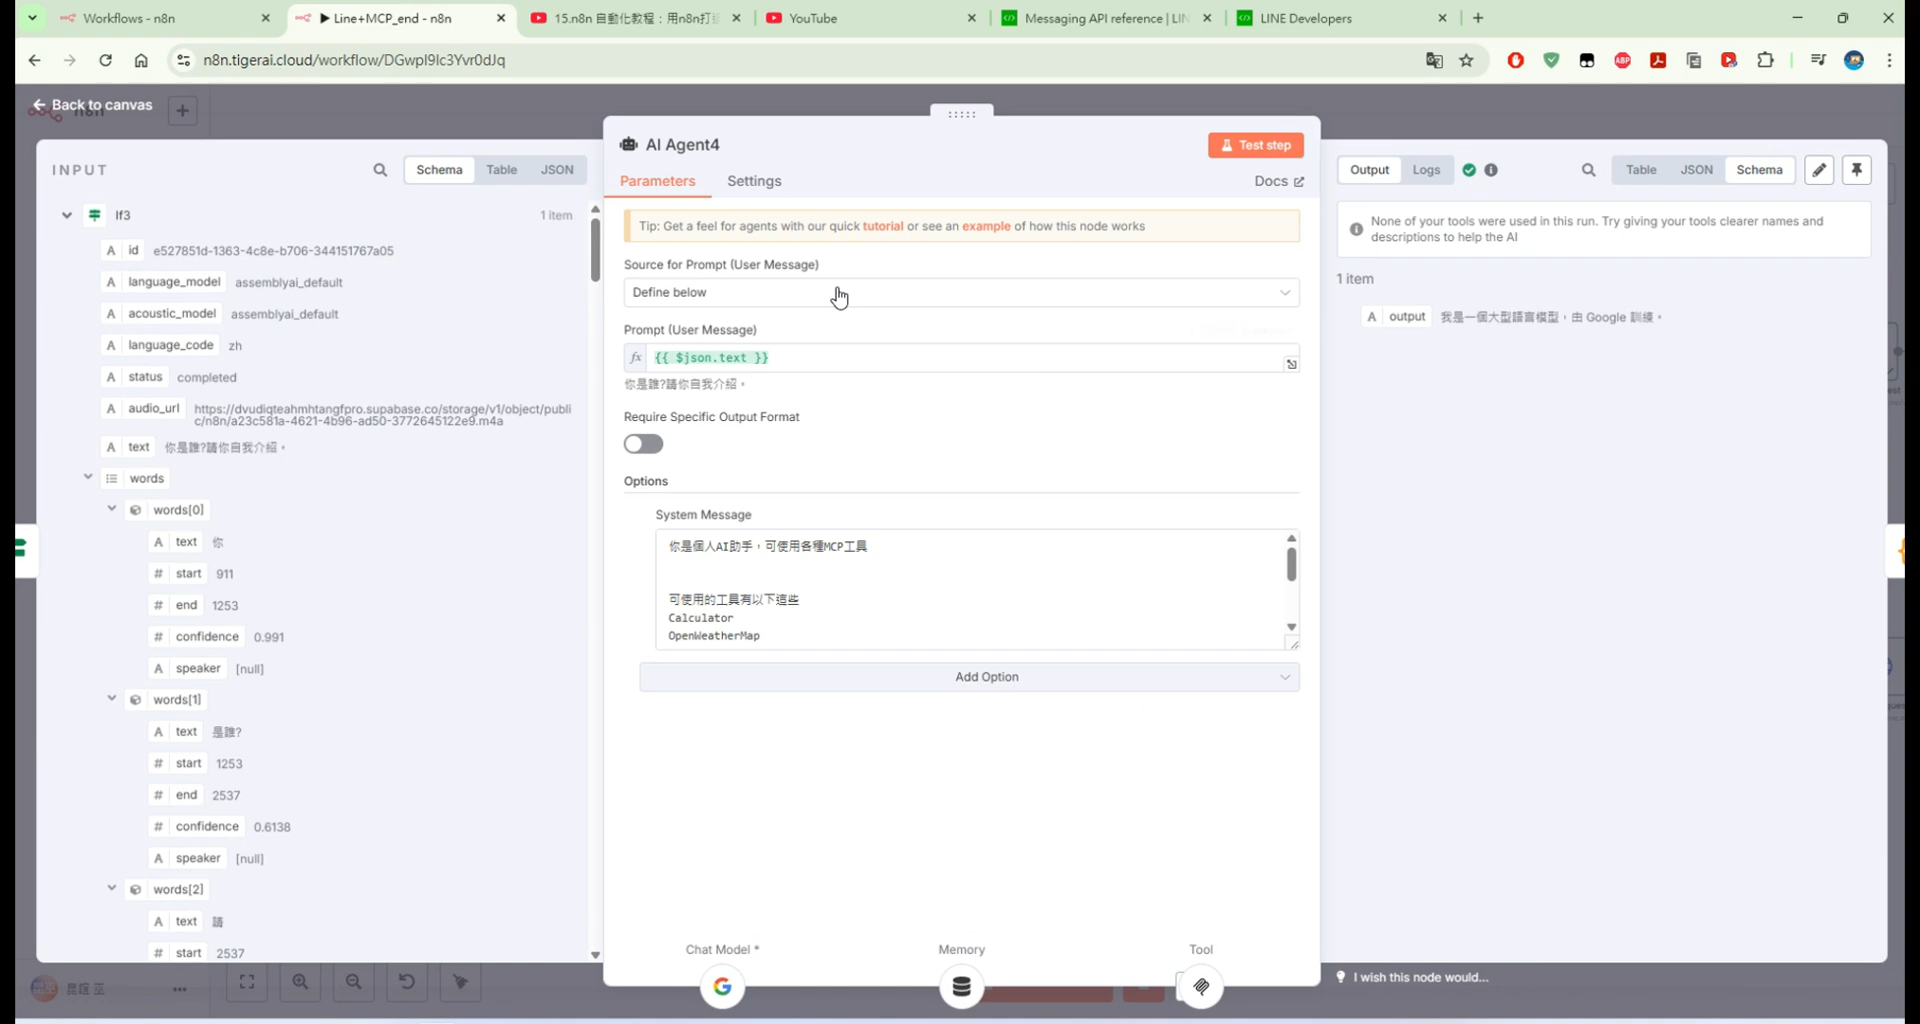 Workflows - n8n
▶ Line+MCP_end - n8n
15.n8n 自動化教程：用n8n打
YouTube
Messaging API reference | LIN
LINE Developers
n8n.tigerai.cloud/workflow/DGwpl9Ic3Yvr0dJq
← Back to canvas
n8n
AI Agent4
Test step
INPUT
Schema
Table
JSON
Parameters
Settings
Docs
Output
Logs
Table
JSON
Schema
If3
1 item
A id e527851d-1363-4c8e-b706-344151767a05
A language_model assemblyai_default
A acoustic_model assemblyai_default
A language_code zh
A status completed
A audio_url https://dvudiqteahmhtangfpro.supabase.co/storage/v1/object/publi
c/n8n/a23c581a-4621-4b96-ad50-3772645122e9.m4a
A text 你是誰?請你自我介紹。
words
words[0]
A text 你
# start 911
# end 1253
# confidence 0.991
A speaker [null]
words[1]
A text 是誰?
# start 1253
# end 2537
# confidence 0.6138
A speaker [null]
words[2]
A text 請
# start 2537
Tip: Get a feel for agents with our quick tutorial or see an example of how this node works
Source for Prompt (User Message)
Define below
Prompt (User Message)
fx {{ $json.text }}
你是誰?請你自我介紹。
Require Specific Output Format
Options
System Message
你是個人AI助手，可使用各種MCP工具
可使用的工具有以下這些
Calculator
OpenWeatherMap
Add Option
Chat Model *
Memory
Tool
None of your tools were used in this run. Try giving your tools clearer names and
descriptions to help the AI
1 item
A output 我是一個大型語言模型，由 Google 訓練。
I wish this node would...